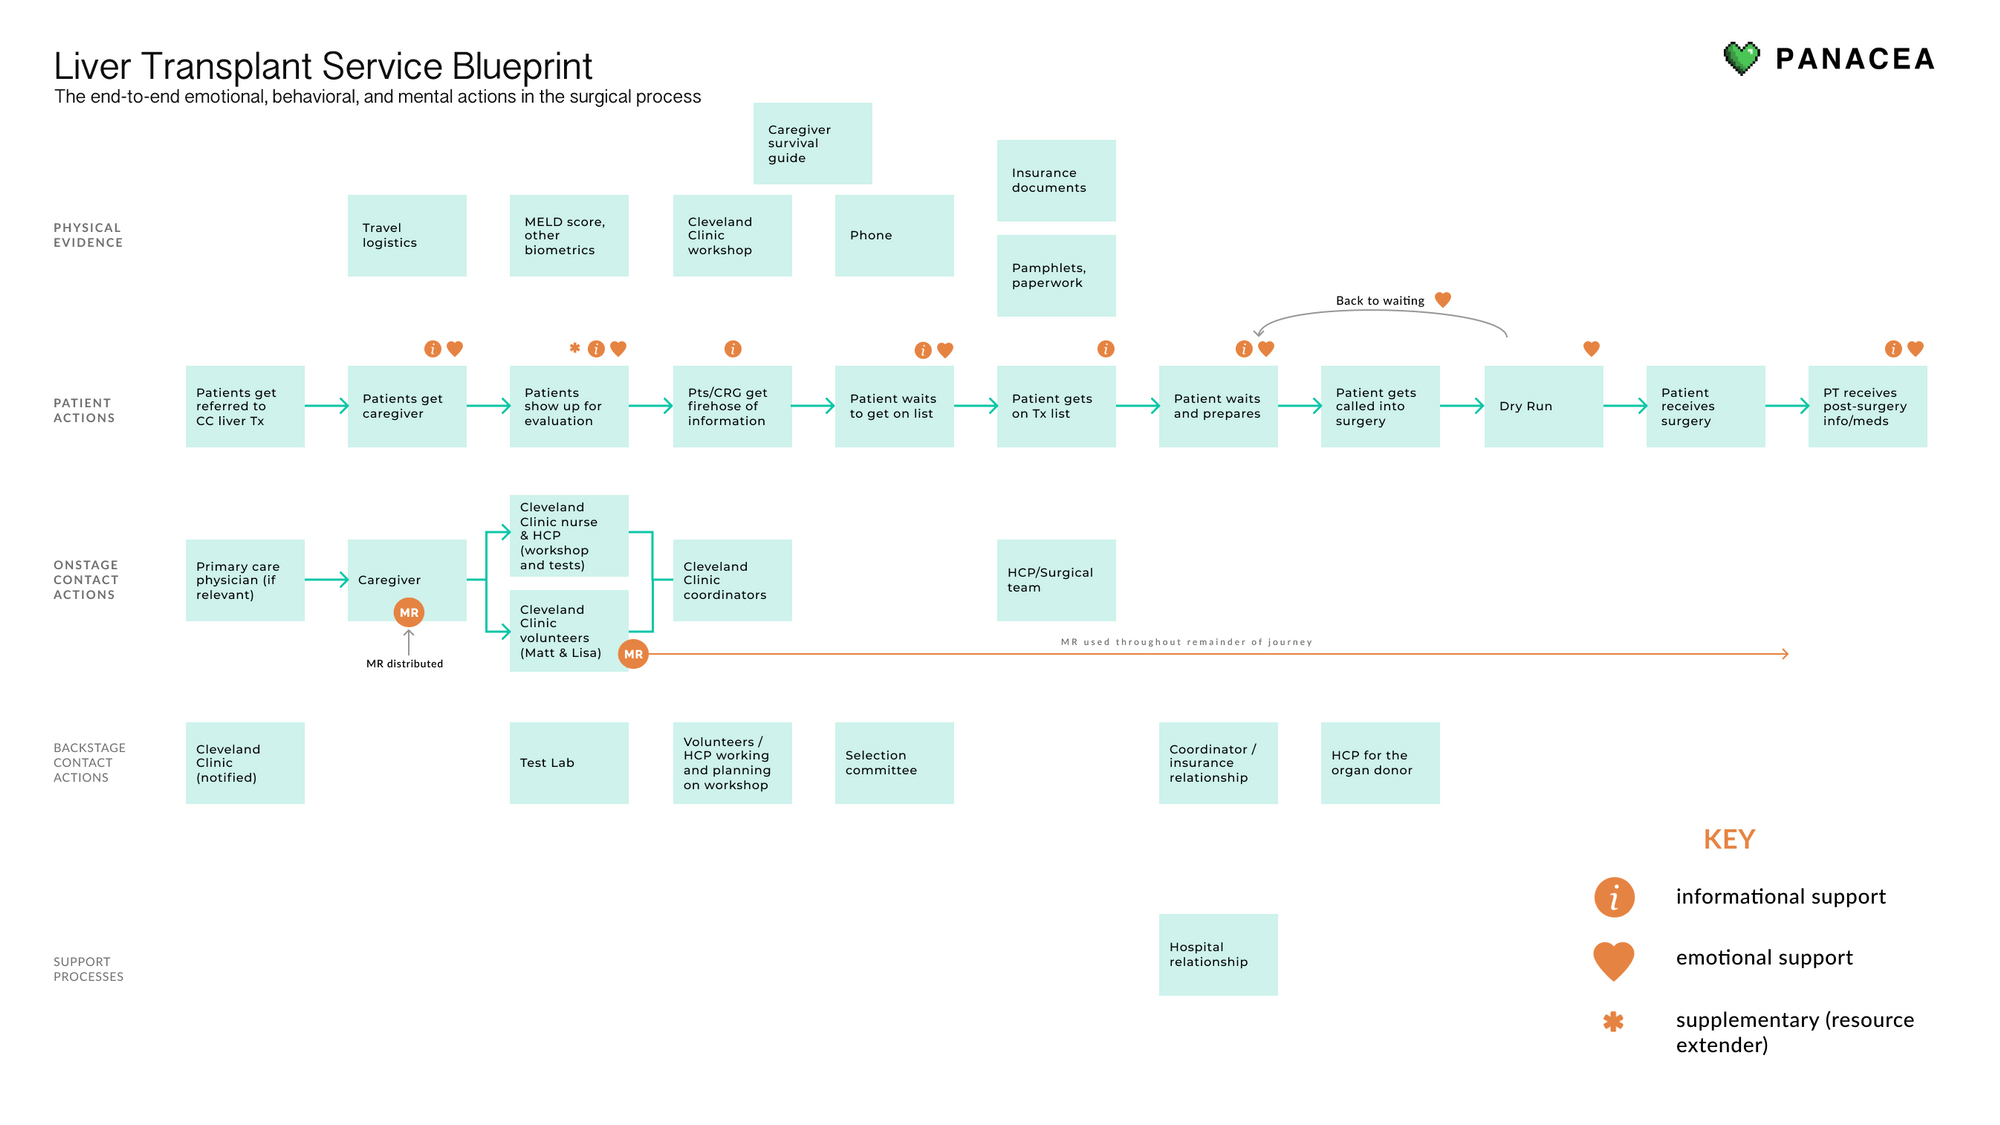 Liver Transplant Service Blueprint
The end-to-end emotional, behavioral, and mental actions in the surgical process
PANACEA
PHYSICAL
EVIDENCE
Travel
logistics
MELD score,
other
biometrics
Cleveland
Clinic
workshop
Caregiver
survival
guide
Phone
Insurance
documents
Pamphlets,
paperwork
Back to waiting
PATIENT
ACTIONS
i
* i
i
i
i
i
i
Patients get
referred to
CC liver Tx
Patients get
caregiver
Patients
show up for
evaluation
Pts/CRG get
firehose of
information
Patient waits
to get on list
Patient gets
on Tx list
Patient waits
and prepares
Patient gets
called into
surgery
Dry Run
Patient
receives
surgery
PT receives
post-surgery
info/meds
ONSTAGE
CONTACT
ACTIONS
Primary care
physician (if
relevant)
Caregiver
MR
MR distributed
Cleveland
Clinic nurse
& HCP
(workshop
and tests)
Cleveland
Clinic
volunteers
(Matt & Lisa)
MR
Cleveland
Clinic
coordinators
HCP/Surgical
team
MR used throughout remainder of journey
BACKSTAGE
CONTACT
ACTIONS
Cleveland
Clinic
(notified)
Test Lab
Volunteers /
HCP working
and planning
on workshop
Selection
committee
Coordinator /
insurance
relationship
HCP for the
organ donor
SUPPORT
PROCESSES
Hospital
relationship
KEY
i informational support
emotional support
* supplementary (resource
extender)